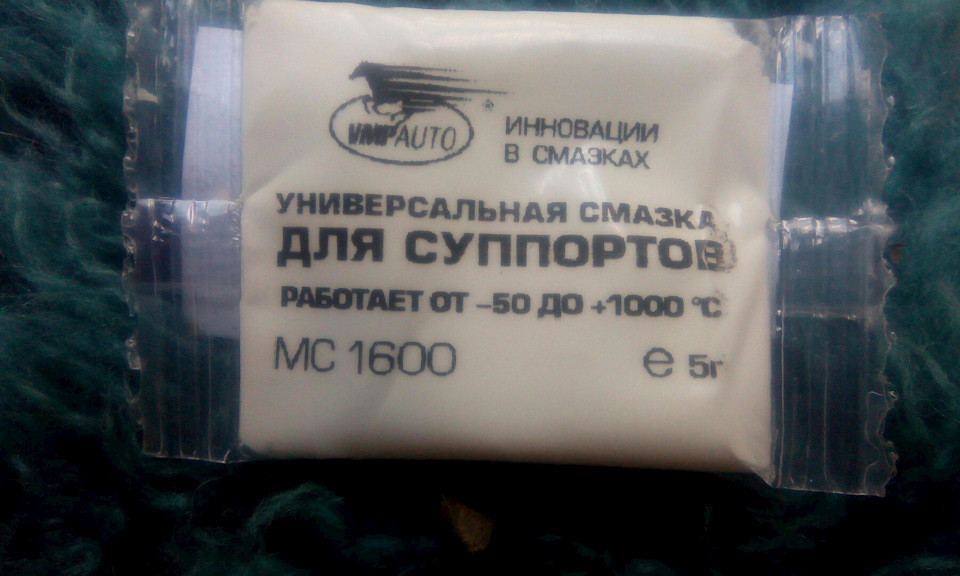 VMPAUTO ®
ИННОВАЦИИ
В СМАЗКАХ
УНИВЕРСАЛЬНАЯ СМАЗКА
ДЛЯ СУППОРТОВ
РАБОТАЕТ ОТ –50 ДО +1000 °C
МС 1600
℮ 5г